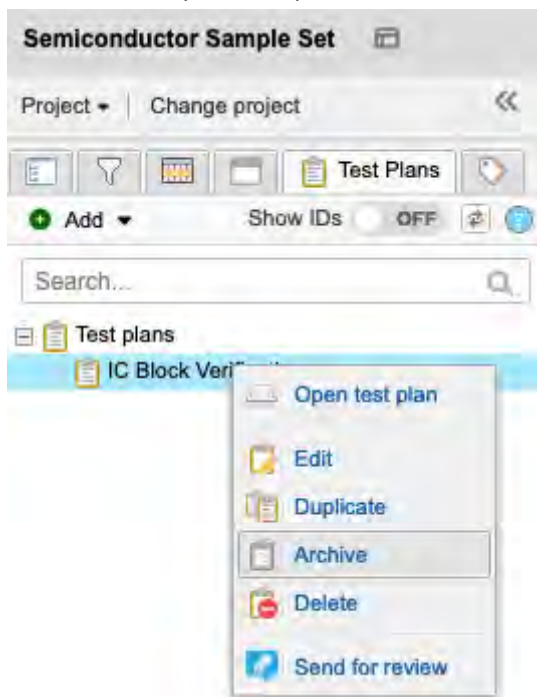 Semiconductor Sample Set
Project | Change project
Test Plans
Add Show IDs OFF
Search...
Test plans
IC Block Verif
Open test plan
Edit
Duplicate
Archive
Delete
Send for review